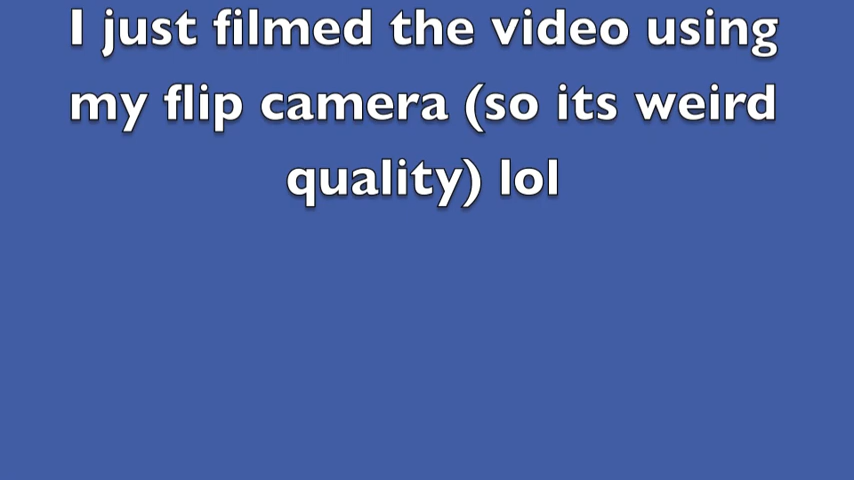 I just filmed the video using
my flip camera (so its weird
quality) lol